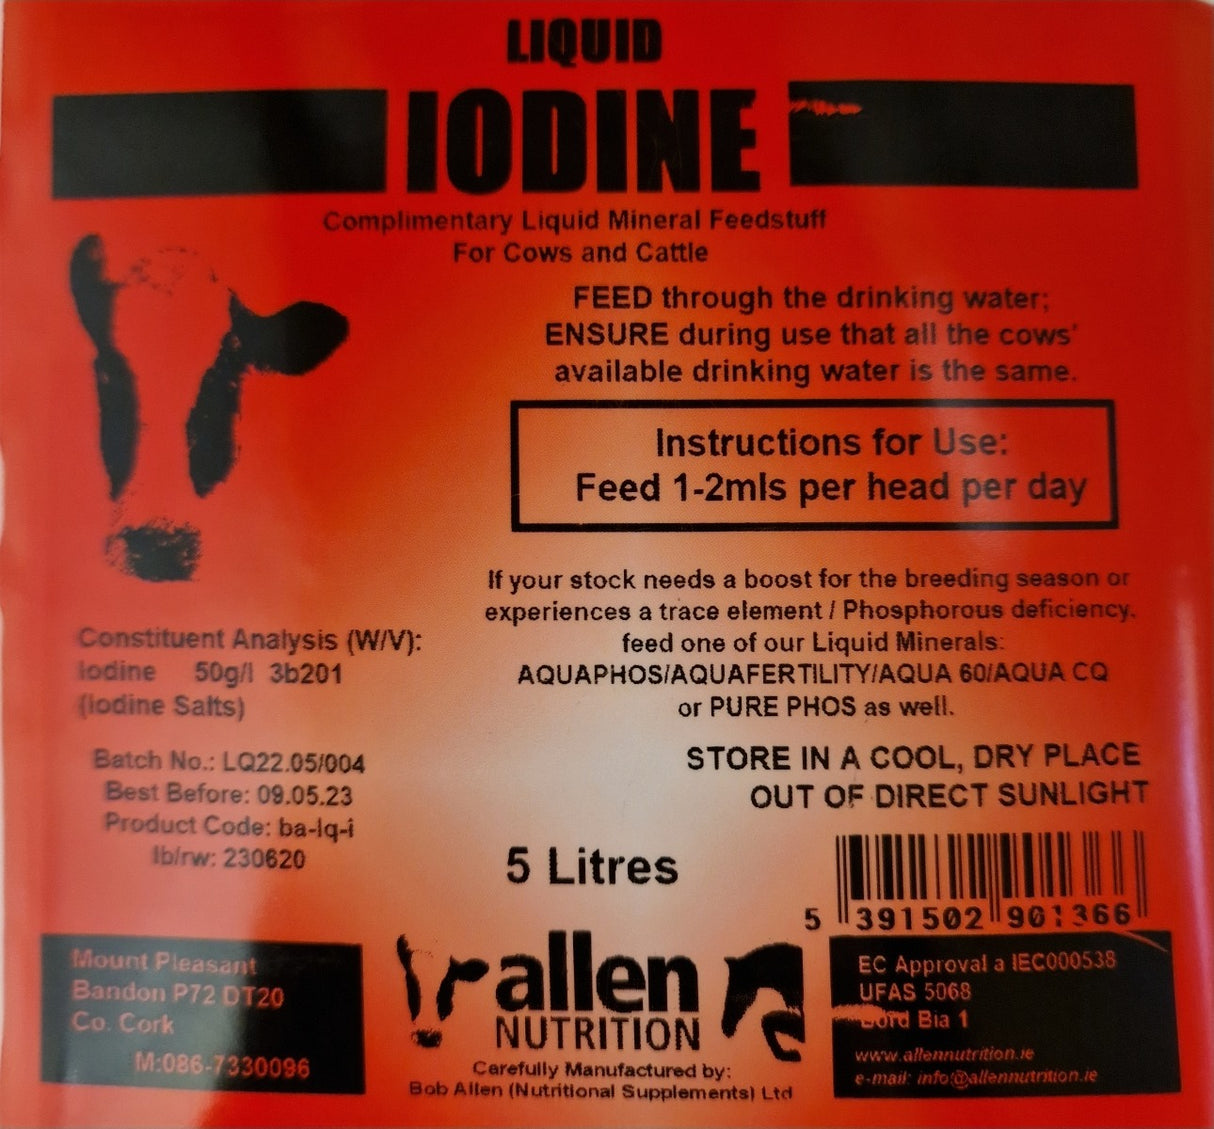 LIQUID
IODINE
Complimentary Liquid Mineral Feedstuff
For Cows and Cattle
FEED through the drinking water;
ENSURE during use that all the cows'
available drinking water is the same.
Instructions for Use:
Feed 1-2mls per head per day
If your stock needs a boost for the breeding season or
experiences a trace element / Phosphorous deficiency.
feed one of our Liquid Minerals:
AQUAPHOS/AQUAFERTILITY/AQUA 60/AQUA CQ
or PURE PHOS as well.
Constituent Analysis (W/V):
Iodine 50g/l 3b201
(Iodine Salts)
STORE IN A COOL, DRY PLACE
OUT OF DIRECT SUNLIGHT
Batch No.: LQ22.05/004
Best Before: 09.05.23
Product Code: ba-lq-i
lb/rw: 230620
5 Litres
5 391502 901366
Mount Pleasant
Bandon P72 DT20
Co. Cork
M:086-7330096
allen
NUTRITION
Carefully Manufactured by:
Bob Allen (Nutritional Supplements) Ltd
EC Approval a IEC000538
UFAS 5068
Bord Bia 1
www.allennutrition.ie
e-mail: info@allennutrition.ie